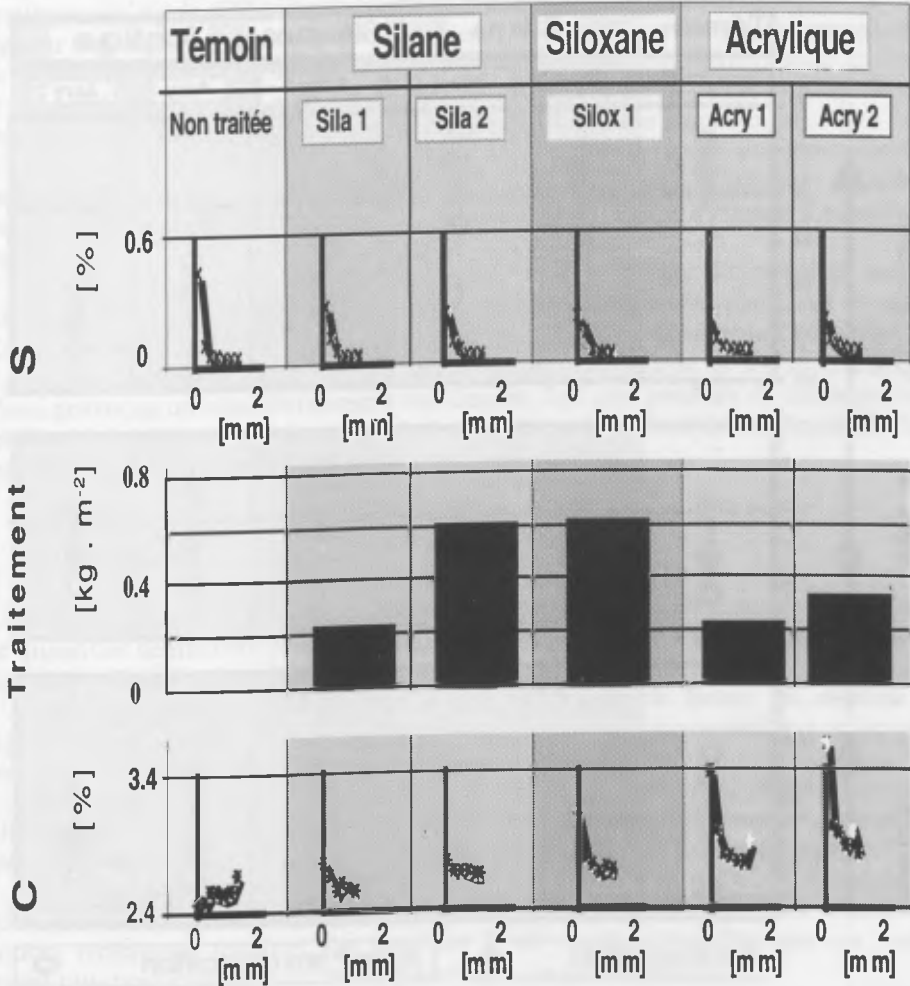 Témoin Silane Siloxane Acrylique
Non traitée Sila 1 Sila 2 Silox 1 Acry 1 Acry 2
S
[%]
0.6
0
0 2 0 2 0 2 0 2 0 2 0 2
[mm] [mm] [mm] [mm] [mm] [mm]
Traitement
[kg . m⁻²]
0.8
0.4
0
C
[%]
3.4
2.4
0 2 0 2 0 2 0 2 0 2 0 2
[mm] [mm] [mm] [mm] [mm] [mm]